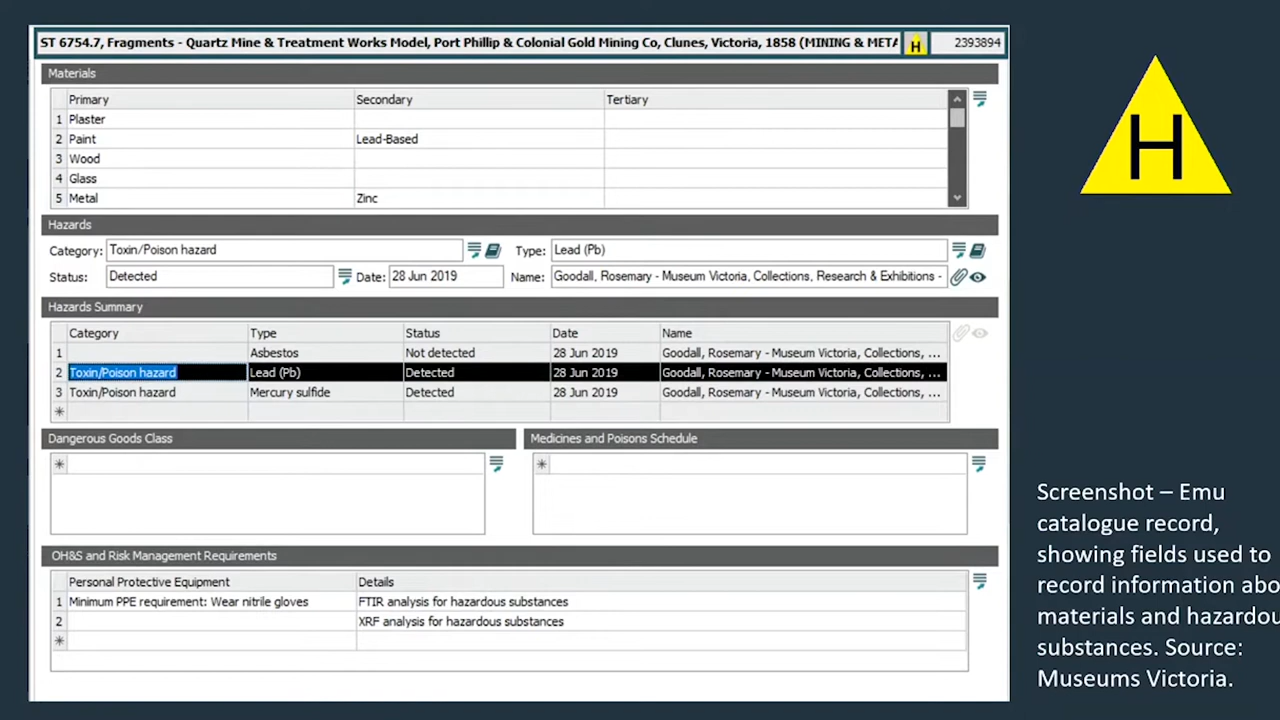 ST 6754.7, Fragments - Quartz Mine & Treatment Works Model, Port Phillip & Colonial Gold Mining Co, Clunes, Victoria, 1858 (MINING & META H 2393894
H
Materials
Primary Secondary Tertiary
1 Plaster
2 Paint Lead-Based
3 Wood
4 Glass
5 Metal Zinc
Hazards
Category: Toxin/Poison hazard Type: Lead (Pb)
Status: Detected Date: 28 Jun 2019 Name: Goodall, Rosemary - Museum Victoria, Collections, Research & Exhibitions -
Hazards Summary
Category Type Status Date Name
1 Asbestos Not detected 28 Jun 2019 Goodall, Rosemary - Museum Victoria, Collections, ...
2 Toxin/Poison hazard Lead (Pb) Detected 28 Jun 2019 Goodall, Rosemary - Museum Victoria, Collections, ...
3 Toxin/Poison hazard Mercury sulfide Detected 28 Jun 2019 Goodall, Rosemary - Museum Victoria, Collections, ...
*
Dangerous Goods Class Medicines and Poisons Schedule
* *
OH&S and Risk Management Requirements
Personal Protective Equipment Details
1 Minimum PPE requirement: Wear nitrile gloves FTIR analysis for hazardous substances
2 XRF analysis for hazardous substances
*
Screenshot – Emu
catalogue record,
showing fields used to
record information abo
materials and hazardou
substances. Source:
Museums Victoria.